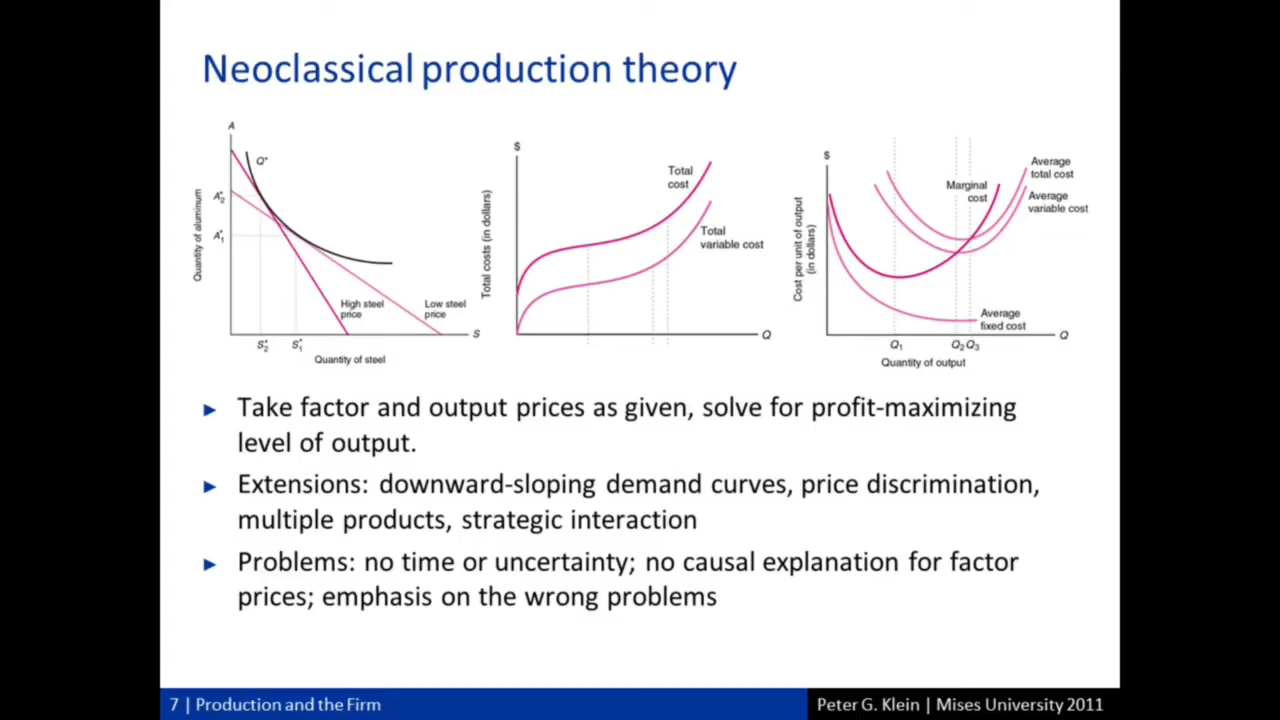 Neoclassical production theory
A
Q*
A*2
A*1
Quantity of aluminum
High steel
price
Low steel
price
S
S*2
S*1
Quantity of steel
$
Total costs (in dollars)
Total
cost
Total
variable cost
Q
$
Cost per unit of output
(in dollars)
Marginal
cost
Average
total cost
Average
variable cost
Average
fixed cost
Q
Q1
Q2 Q3
Quantity of output
► Take factor and output prices as given, solve for profit-maximizing
level of output.
► Extensions: downward-sloping demand curves, price discrimination,
multiple products, strategic interaction
► Problems: no time or uncertainty; no causal explanation for factor
prices; emphasis on the wrong problems
7 | Production and the Firm
Peter G. Klein | Mises University 2011